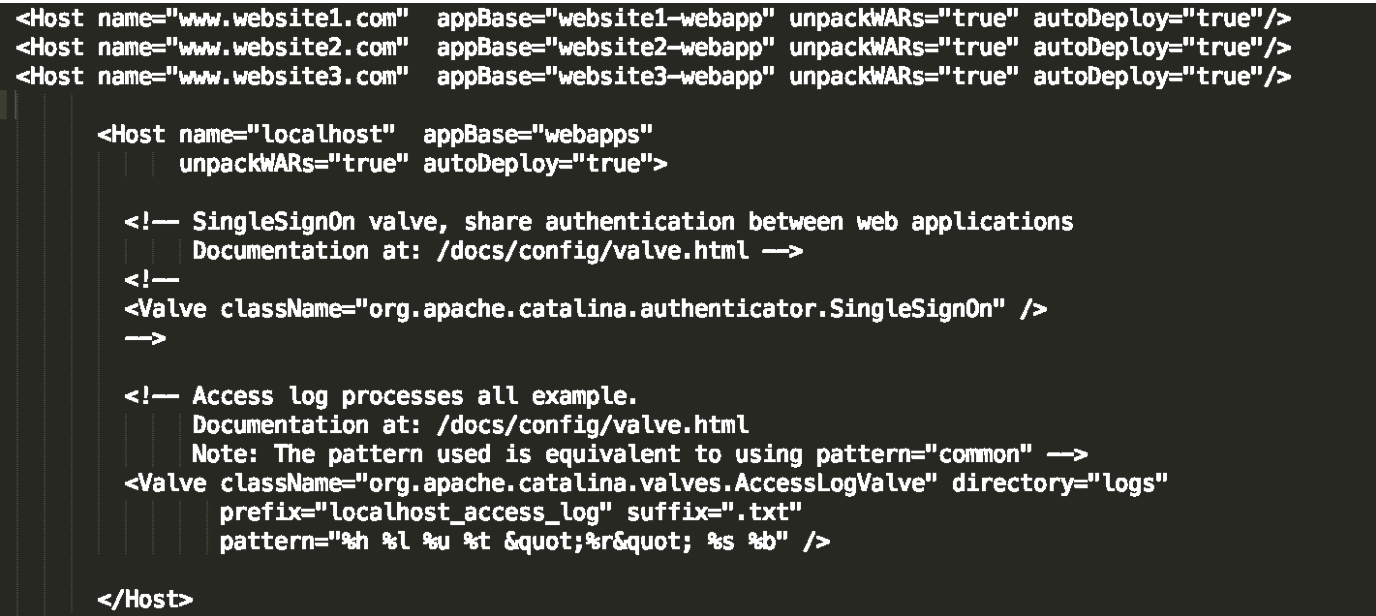 <Host name="www.website1.com"  appBase="website1-webapp" unpackWARs="true" autoDeploy="true"/>
<Host name="www.website2.com"  appBase="website2-webapp" unpackWARs="true" autoDeploy="true"/>
<Host name="www.website3.com"  appBase="website3-webapp" unpackWARs="true" autoDeploy="true"/>
<Host name="localhost"  appBase="webapps"
unpackWARs="true" autoDeploy="true">
<!-- SingleSignOn valve, share authentication between web applications
Documentation at: /docs/config/valve.html -->
<!--
<Valve className="org.apache.catalina.authenticator.SingleSignOn" />
-->
<!-- Access log processes all example.
Documentation at: /docs/config/valve.html
Note: The pattern used is equivalent to using pattern="common" -->
<Valve className="org.apache.catalina.valves.AccessLogValve" directory="logs"
prefix="localhost_access_log" suffix=".txt"
pattern="%h %l %u %t &quot;%r&quot; %s %b" />
</Host>